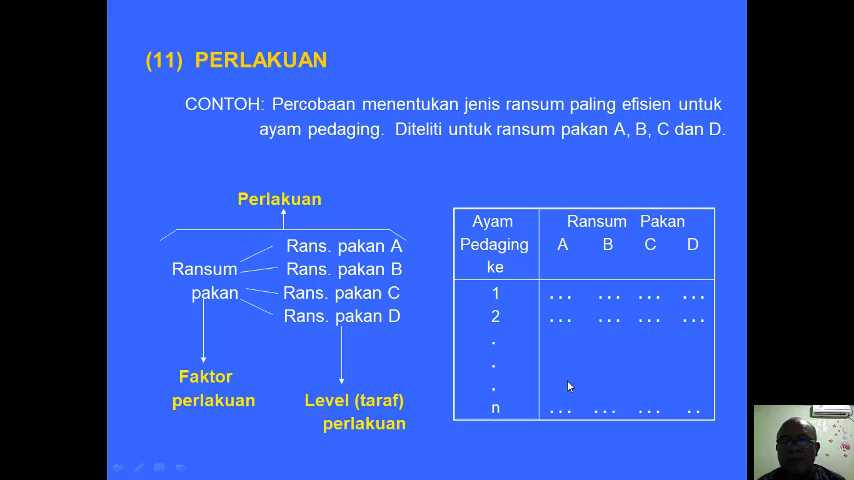 (11) PERLAKUAN
CONTOH: Percobaan menentukan jenis ransum paling efisien untuk
ayam pedaging. Diteliti untuk ransum pakan A, B, C dan D.
Perlakuan
Ransum
pakan
Rans. pakan A
Rans. pakan B
Rans. pakan C
Rans. pakan D
Faktor
perlakuan
Level (taraf)
perlakuan
Ayam
Pedaging
ke
Ransum Pakan
A B C D
1 ... ... ... ...
2 ... ... ... ...
.
.
.
n ... ... ... ..